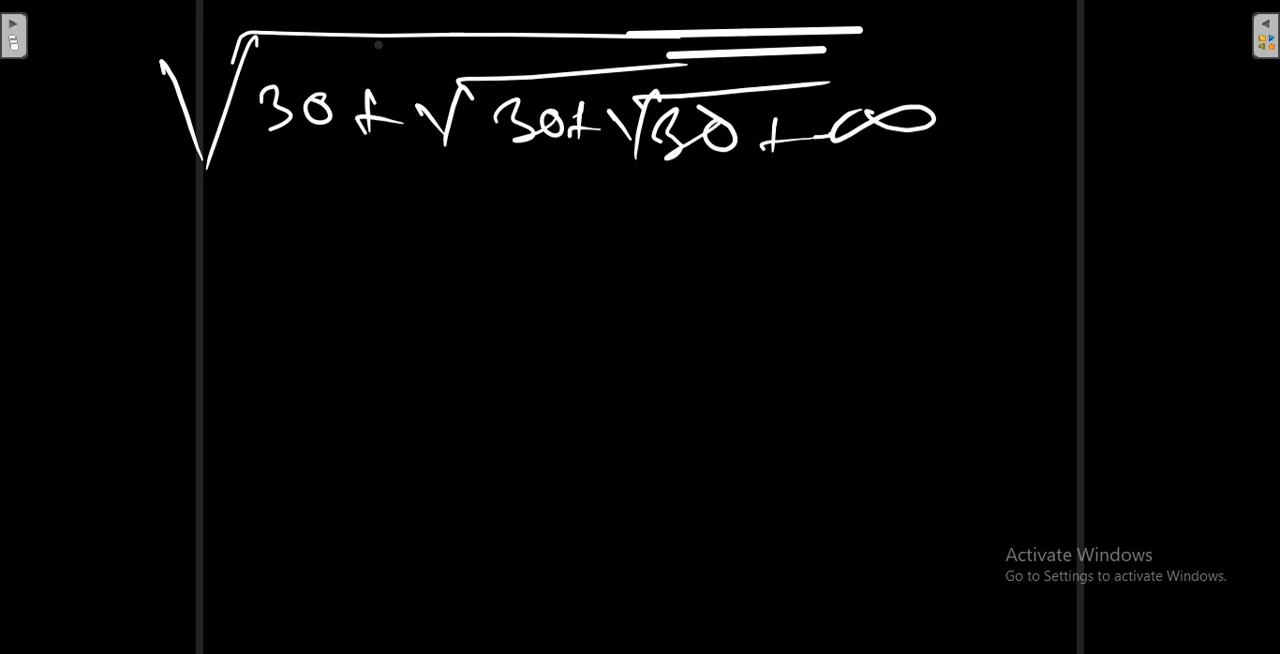 √30+√30+√30+∞
Activate Windows
Go to Settings to activate Windows.